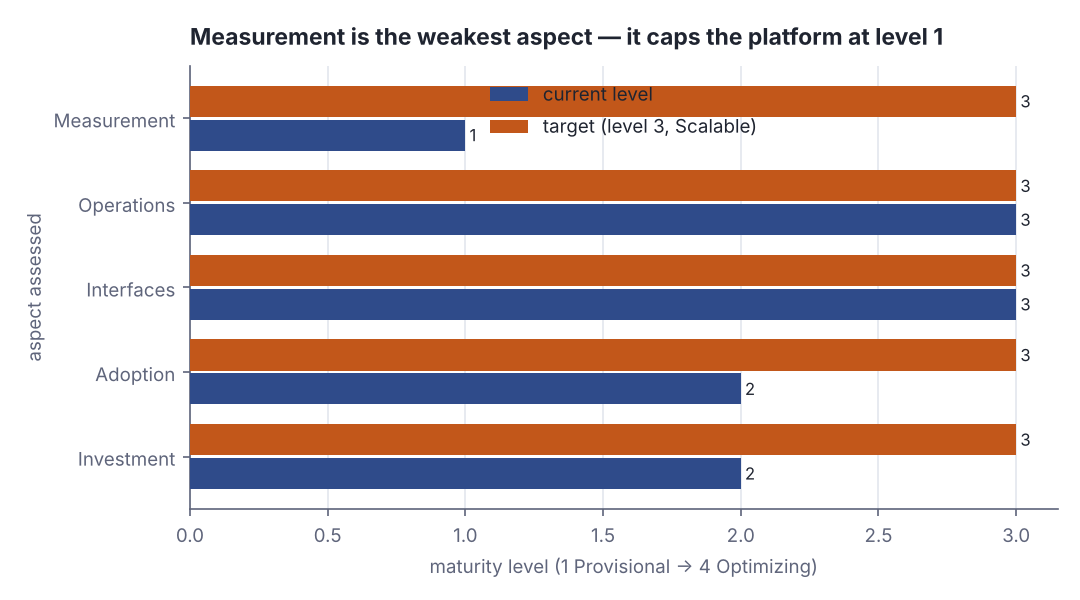 Measurement is the weakest aspect — it caps the platform at level 1
current level
target (level 3, Scalable)
Measurement
3
1
Operations
3
3
Interfaces
3
3
Adoption
3
2
Investment
3
2
aspect assessed
0.0 0.5 1.0 1.5 2.0 2.5 3.0
maturity level (1 Provisional → 4 Optimizing)